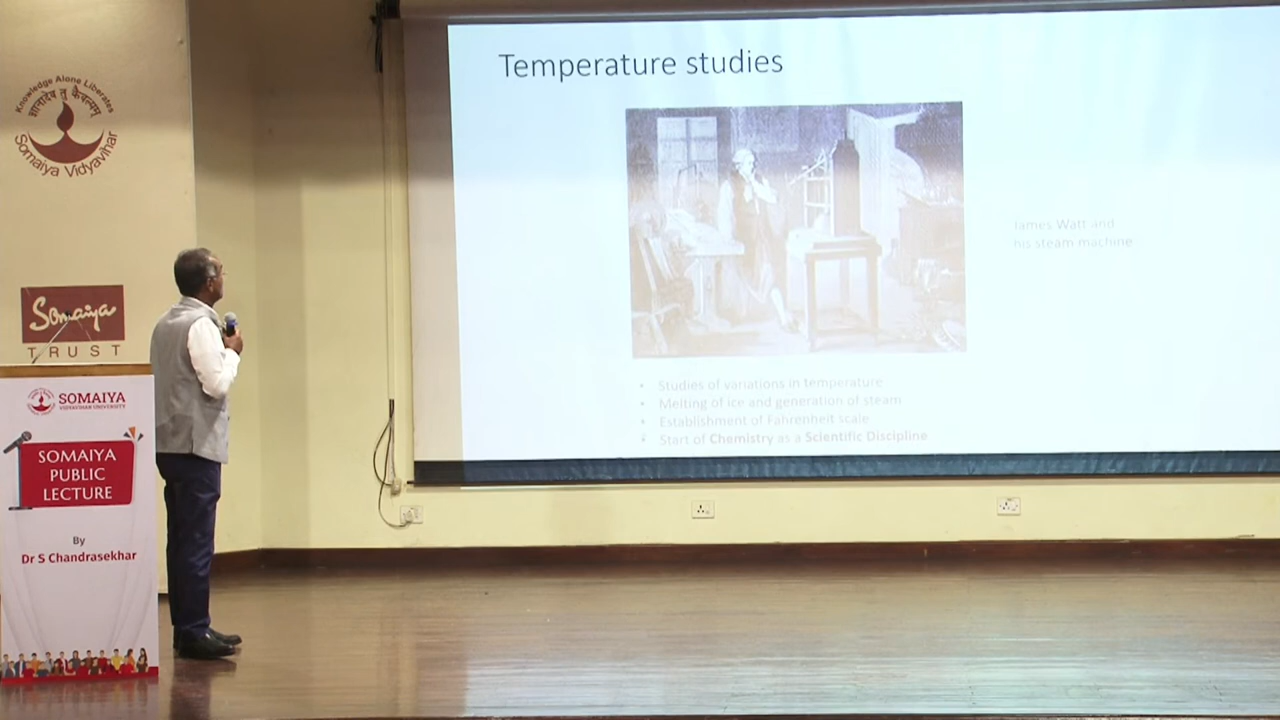 Knowledge Alone Liberates
ज्ञानादेव तु कैवल्यम्
Somaiya Vidyavihar
Somaiya
TRUST
SOMAIYA
VIDYAVIHAR UNIVERSITY
SOMAIYA
PUBLIC
LECTURE
By
Dr S Chandrasekhar
Temperature studies
James Watt and
his steam machine
• Studies of variations in temperature
• Melting of ice and generation of steam
• Establishment of Fahrenheit scale
• Start of Chemistry as a Scientific Discipline